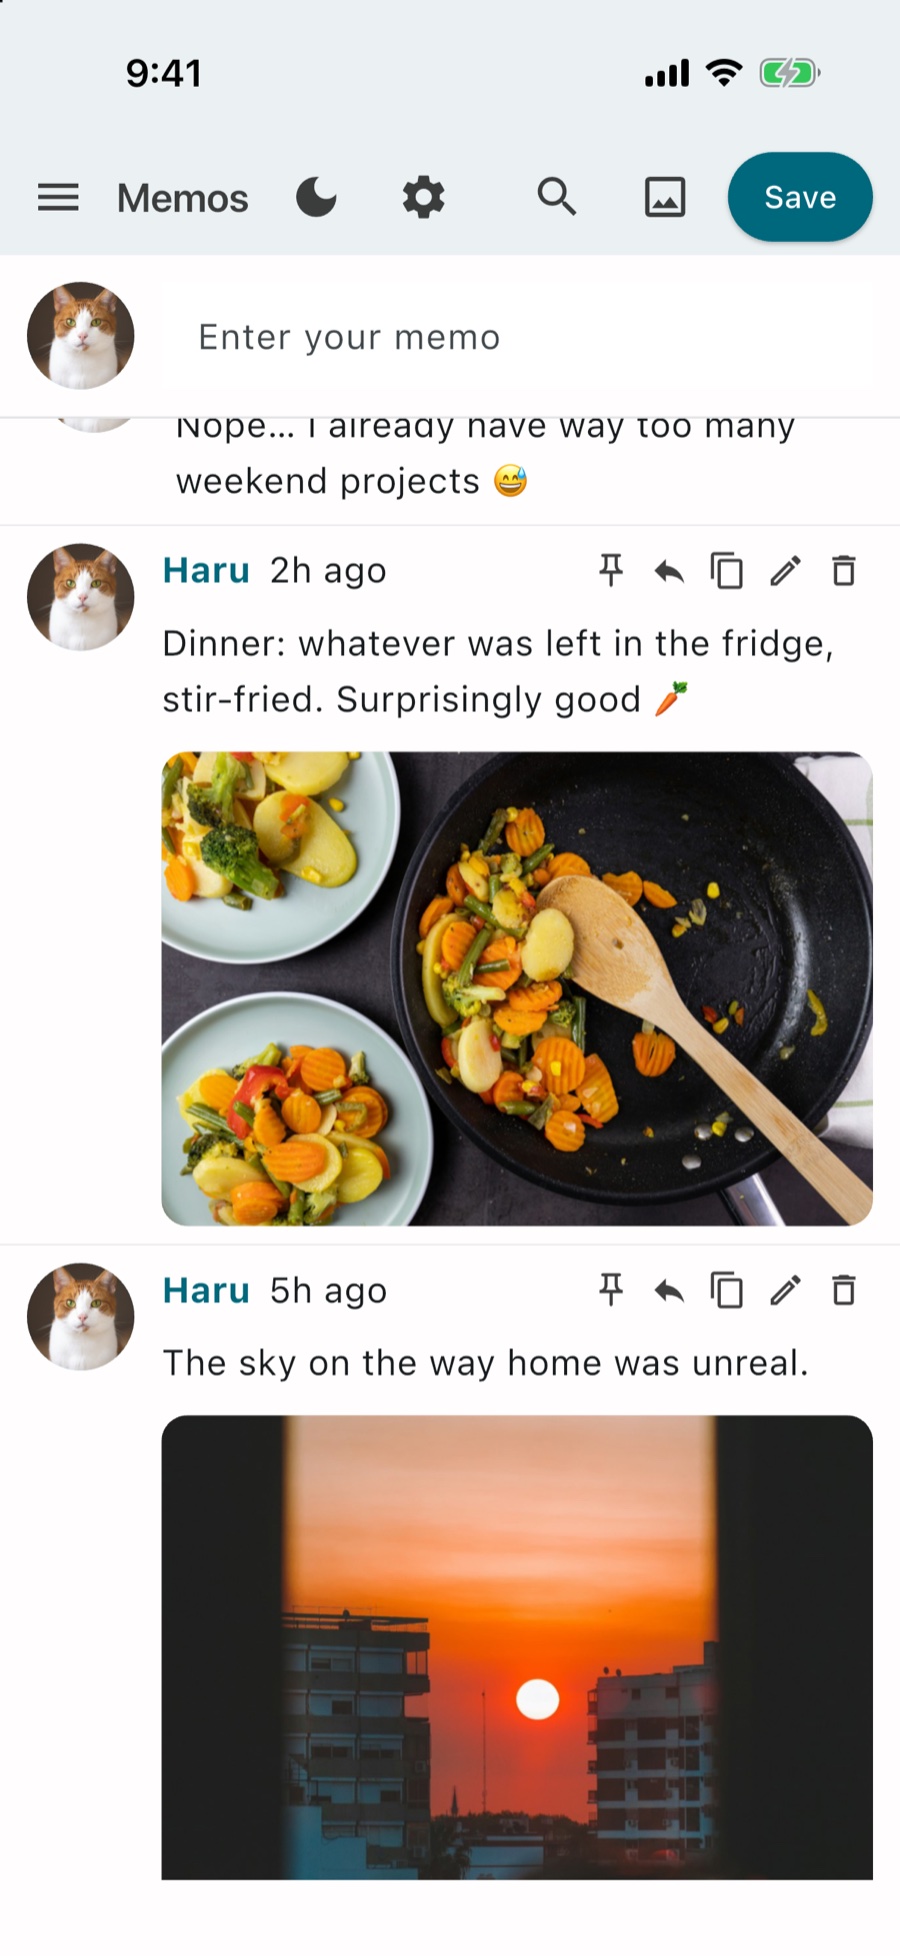 9:41
Memos
Save
Enter your memo
Nope... I already have way too many
weekend projects 😅
Haru 2h ago
Dinner: whatever was left in the fridge,
stir-fried. Surprisingly good 🥕
Haru 5h ago
The sky on the way home was unreal.